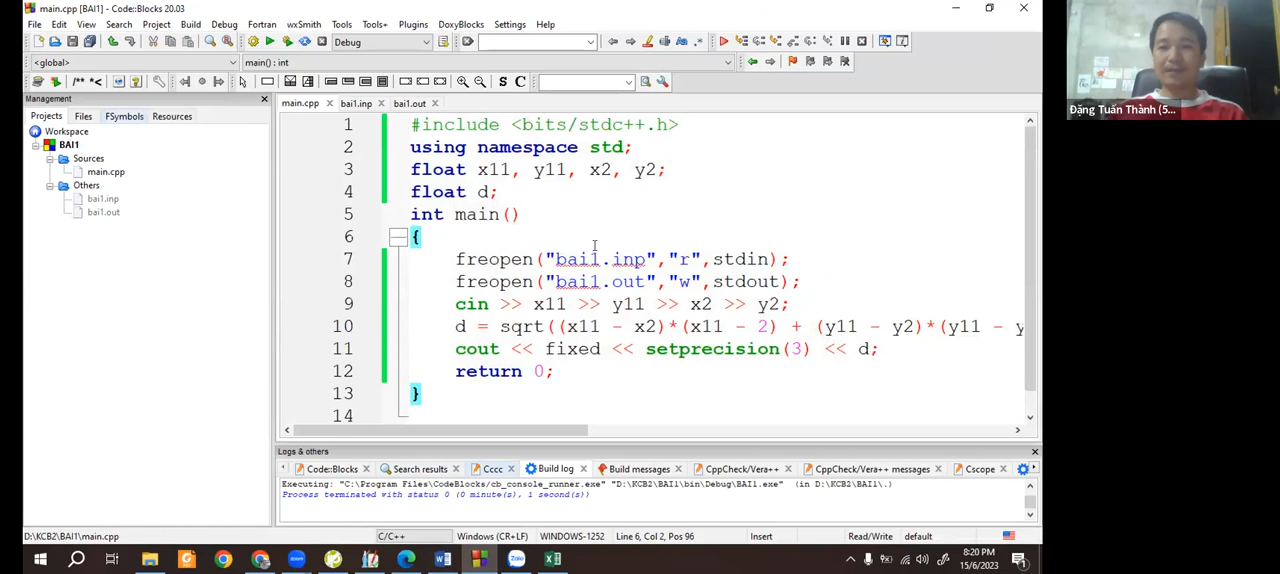 main.cpp [BAI1] - Code::Blocks 20.03
File Edit View Search Project Build Debug Fortran wxSmith Tools Tools+ Plugins DoxyBlocks Settings Help
Debug
<global> main() : int
/** *< S C
Management
Projects Files FSymbols Resources
Workspace
BAI1
Sources
main.cpp
Others
bai1.inp
bai1.out
main.cpp bai1.inp bai1.out
1 #include <bits/stdc++.h>
2 using namespace std;
3 float x11, y11, x2, y2;
4 float d;
5 int main()
6 {
7 freopen("bai1.inp","r",stdin);
8 freopen("bai1.out","w",stdout);
9 cin >> x11 >> y11 >> x2 >> y2;
10 d = sqrt((x11 - x2)*(x11 - 2) + (y11 - y2)*(y11 - y
11 cout << fixed << setprecision(3) << d;
12 return 0;
13 }
14
Logs & others
Code::Blocks Search results Cccc Build log Build messages CppCheck/Vera++ CppCheck/Vera++ messages Cscope
Executing: "C:\Program Files\CodeBlocks/cb_console_runner.exe" "D:\KCB2\BAI1\bin\Debug\BAI1.exe" (in D:\KCB2\BAI1\.)
Process terminated with status 0 (0 minute(s), 1 second(s))
D:\KCB2\BAI1\main.cpp C/C++ Windows (CR+LF) WINDOWS-1252 Line 6, Col 2, Pos 96 Insert Read/Write default
8:20 PM
15/6/2023
Đặng Tuấn Thành (5...